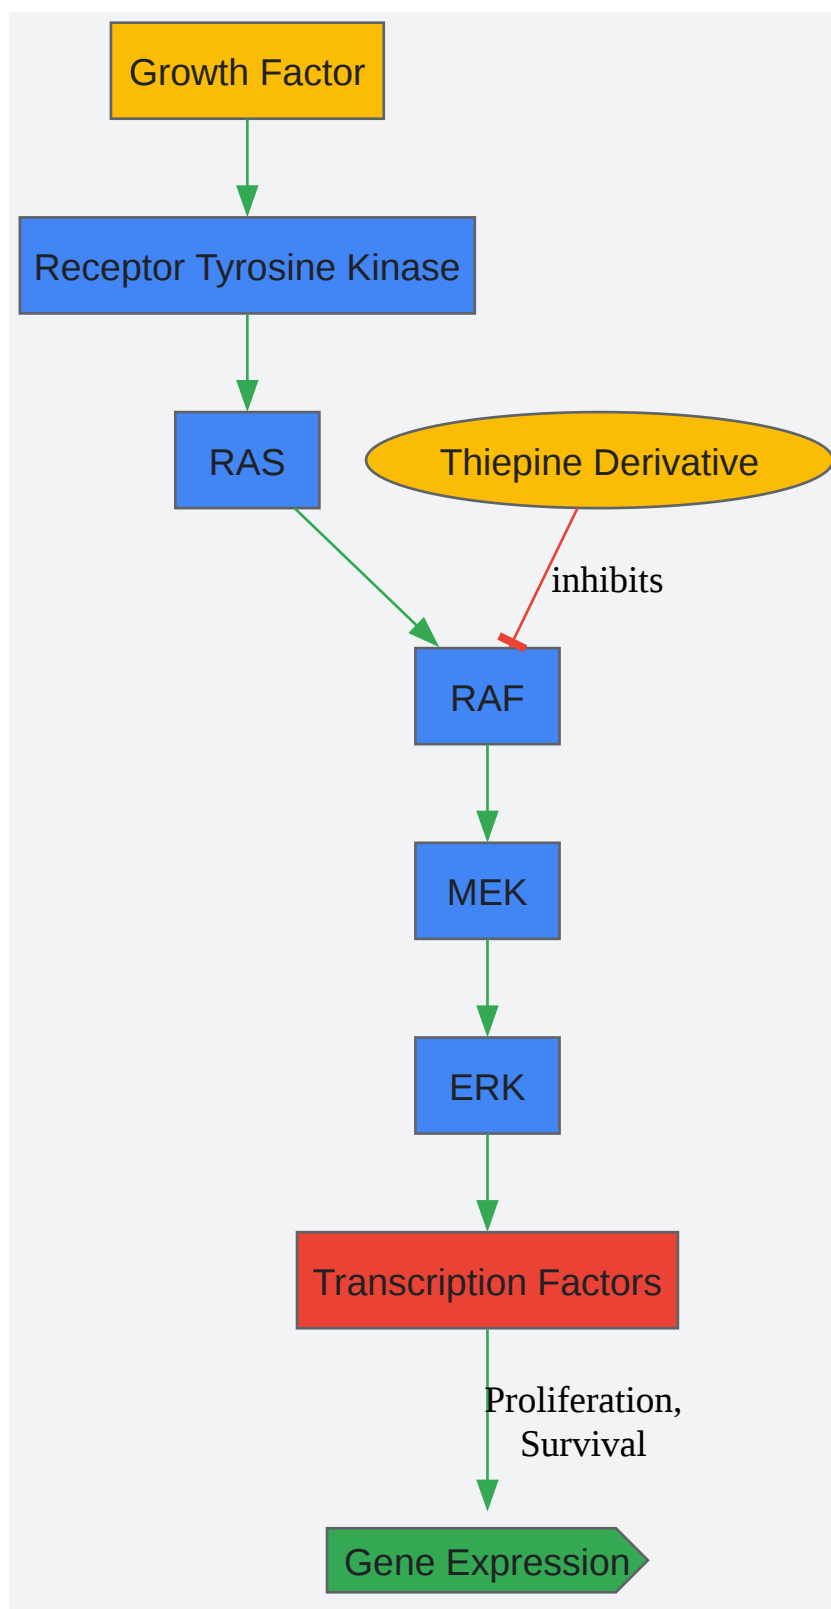 Growth Factor
Receptor Tyrosine Kinase
RAS
Thiepine Derivative
inhibits
RAF
MEK
ERK
Transcription Factors
Proliferation,
Survival
Gene Expression